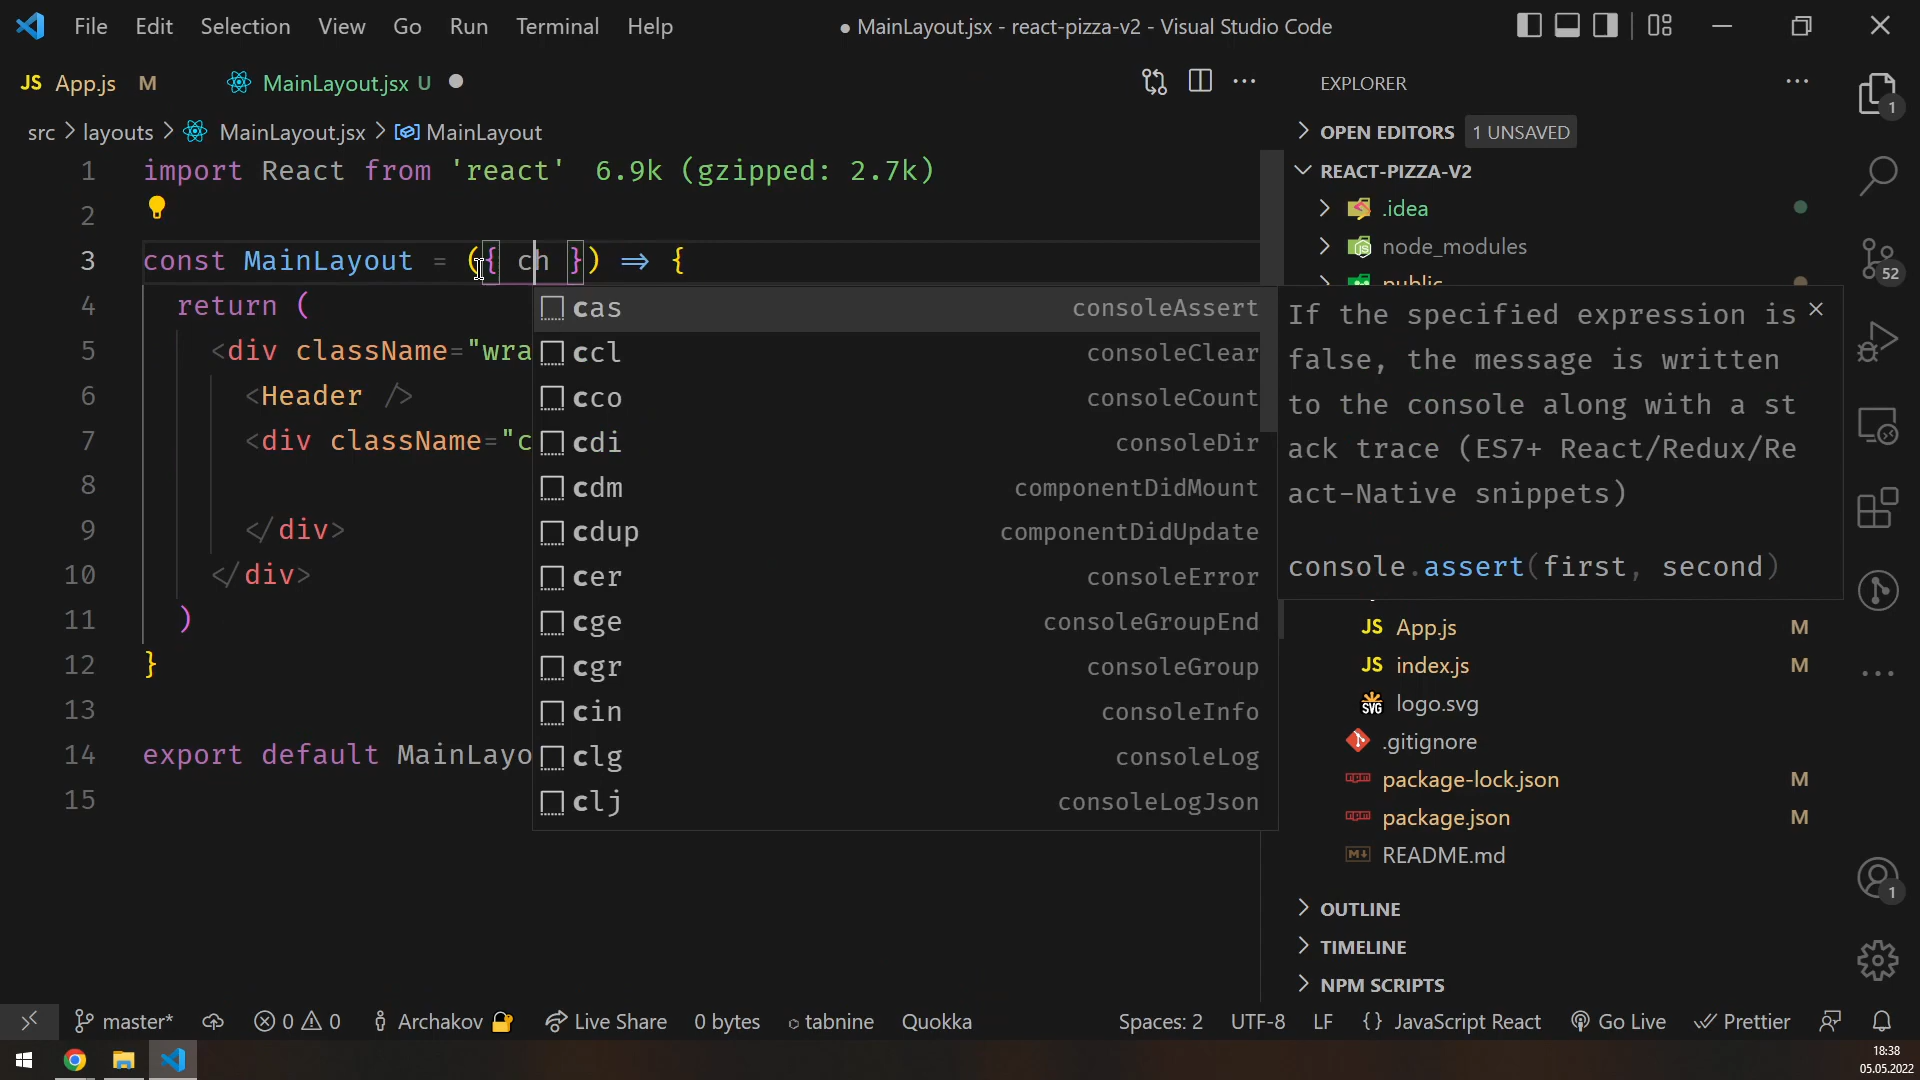 File Edit Selection View Go Run Terminal Help
● MainLayout.jsx - react-pizza-v2 - Visual Studio Code
JS App.js M
MainLayout.jsx U
src > layouts > MainLayout.jsx > MainLayout
1 import React from 'react' 6.9k (gzipped: 2.7k)
2
3 const MainLayout = ({ ch }) => {
4 return (
5 <div className="wra
6 <Header />
7 <div className="c
8
9 </div>
10 </div>
11 )
12 }
13
14 export default MainLayo
15
cas consoleAssert
ccl consoleClear
cco consoleCount
cdi consoleDir
cdm componentDidMount
cdup componentDidUpdate
cer consoleError
cge consoleGroupEnd
cgr consoleGroup
cin consoleInfo
clg consoleLog
clj consoleLogJson
If the specified expression is
false, the message is written
to the console along with a st
ack trace (ES7+ React/Redux/Re
act-Native snippets)
console.assert(first, second)
EXPLORER
OPEN EDITORS 1 UNSAVED
REACT-PIZZA-V2
.idea
node_modules
public
JS App.js M
JS index.js M
SVG logo.svg
.gitignore
package-lock.json M
package.json M
README.md
OUTLINE
TIMELINE
NPM SCRIPTS
1
52
1
master* 0 0 Archakov Live Share 0 bytes tabnine Quokka
Spaces: 2 UTF-8 LF {} JavaScript React Go Live Prettier
18:38
05.05.2022